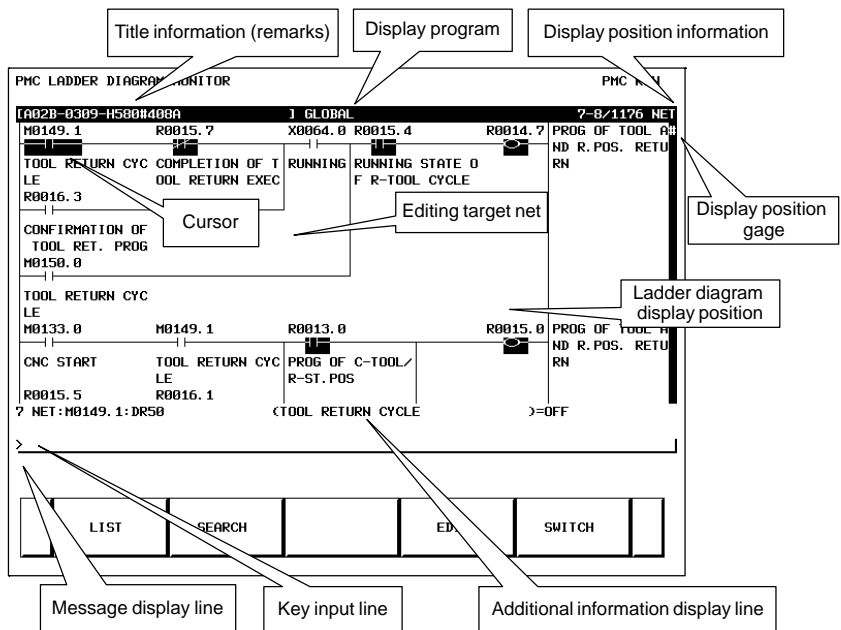 Title information (remarks) Display program Display position information
PMC LADDER DIAGRAM MONITOR PMC
[A02B-0309-H580#408A ] GLOBAL 7-8/1176 NET
M0149.1 R0015.7 X0064.0 R0015.4 R0014.7 PROG OF TOOL A#
ND R.POS. RETU
TOOL RETURN CYC COMPLETION OF T RUNNING RUNNING STATE O RN
LE OOL RETURN EXEC F R-TOOL CYCLE
R0016.3
Cursor
Editing target net
Display position
gage
CONFIRMATION OF
TOOL RET. PROG
M0150.0
TOOL RETURN CYC
LE
Ladder diagram
display position
M0133.0 M0149.1 R0013.0 R0015.0 PROG OF TOOL A
ND R.POS. RETU
CNC START TOOL RETURN CYC PROG OF C-TOOL/ RN
LE R-ST.POS
R0015.5 R0016.1
7 NET:M0149.1:DR50 (TOOL RETURN CYCLE )=OFF
>
LIST SEARCH SWITCH
Message display line Key input line Additional information display line